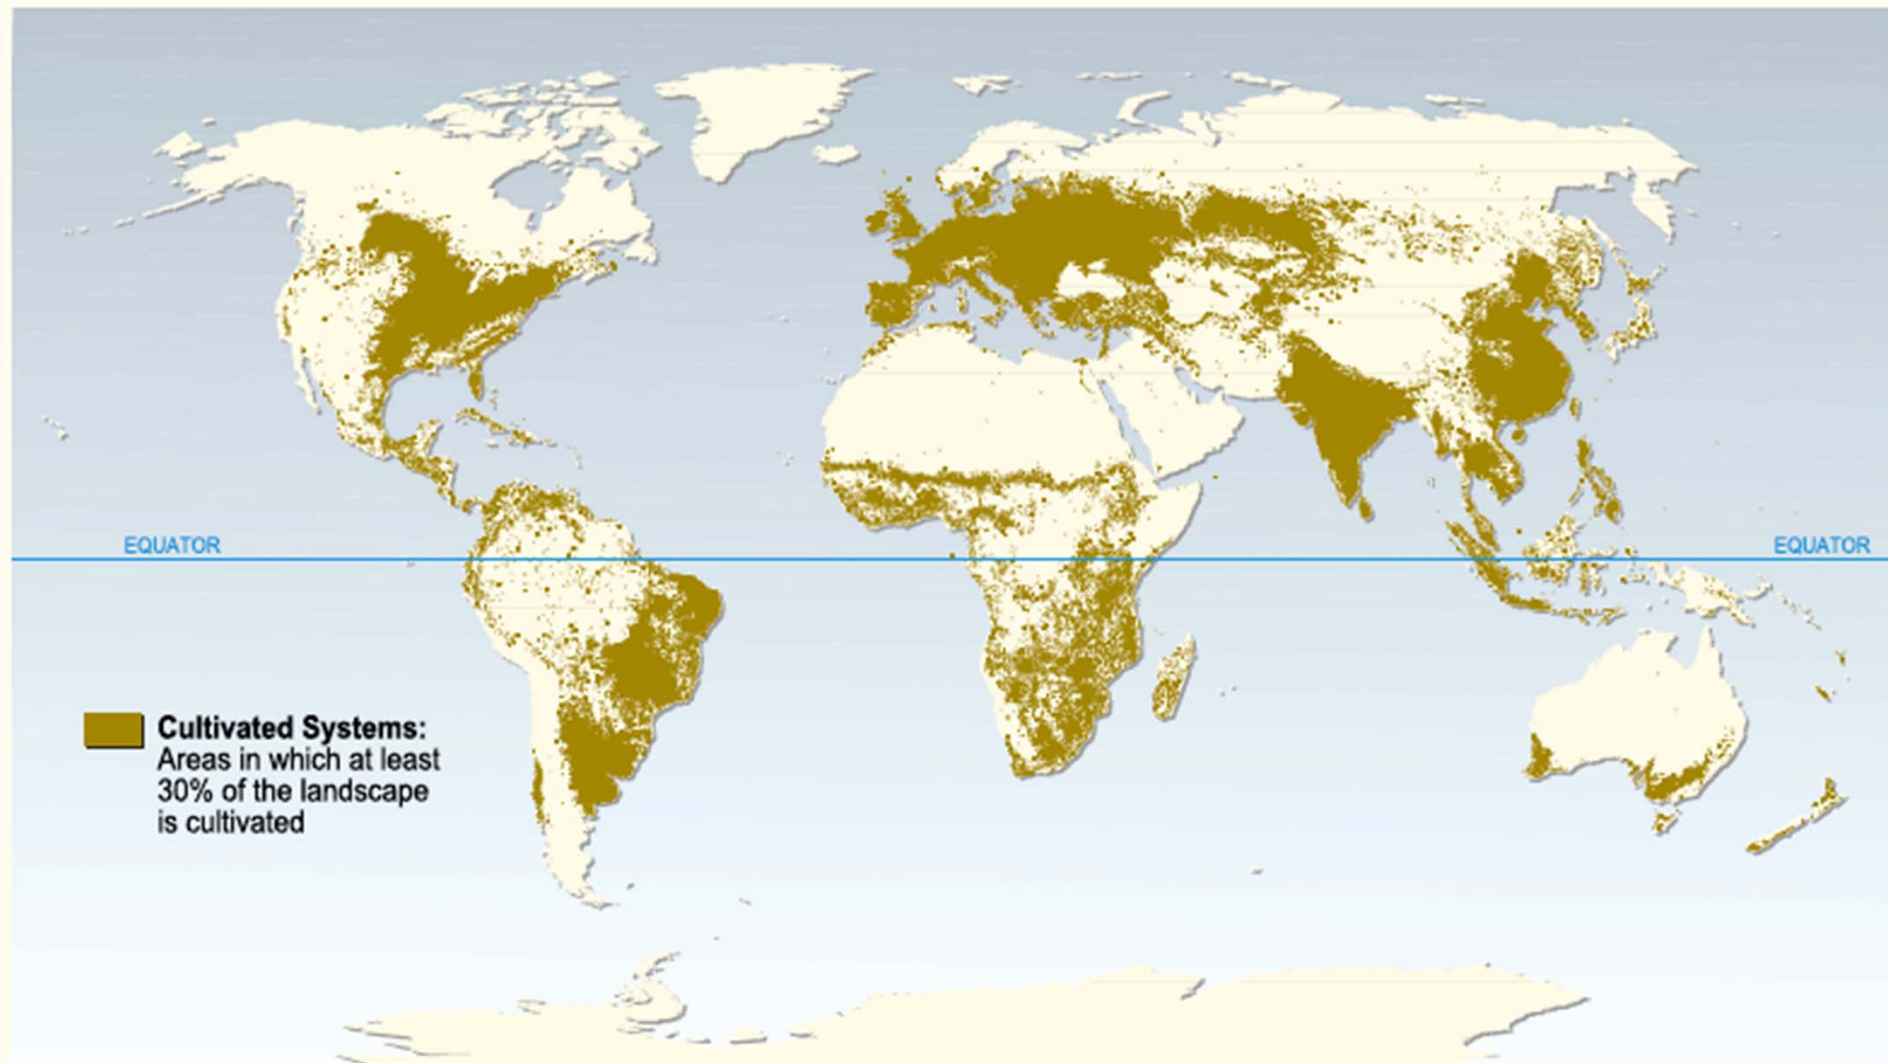 EQUATOR
EQUATOR
Cultivated Systems:
Areas in which at least
30% of the landscape
is cultivated